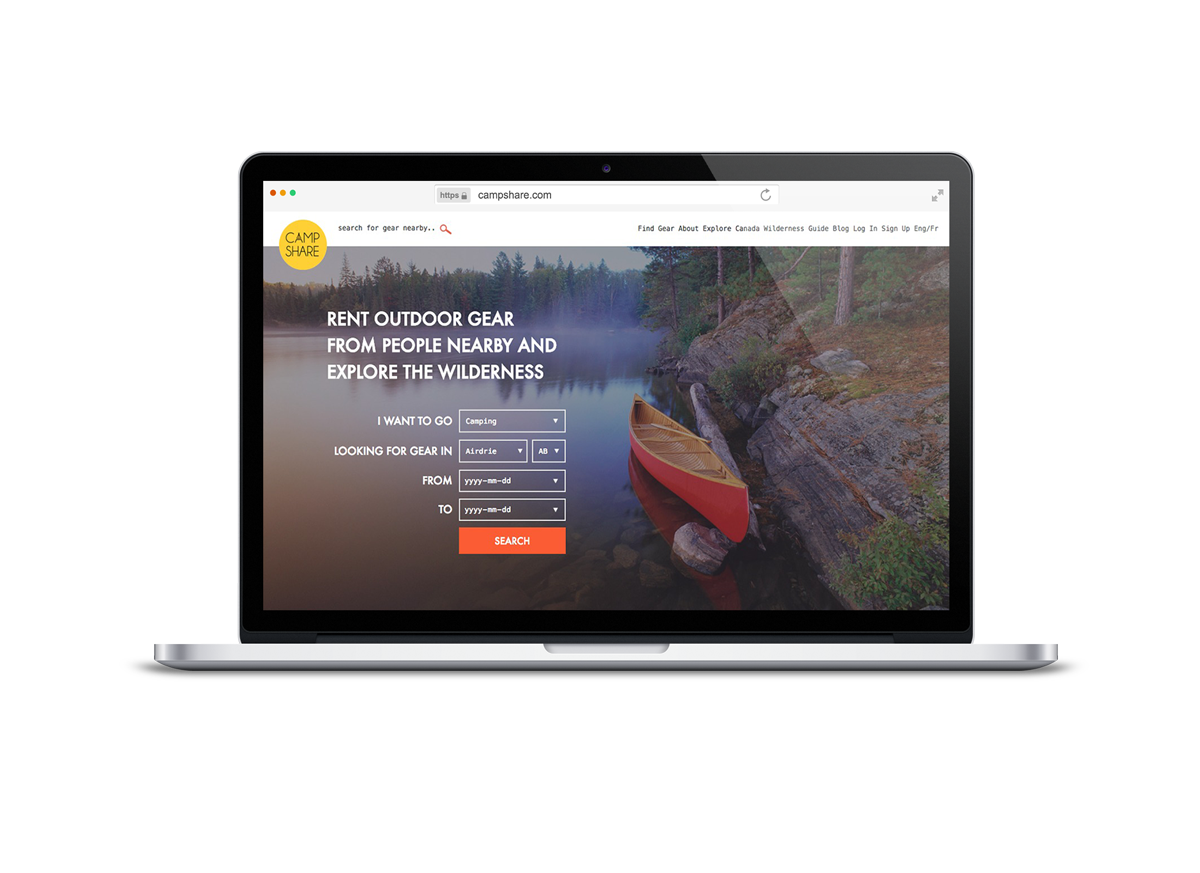 https campshare.com
CAMP
SHARE
search for gear nearby..
Find Gear About Explore Canada Wilderness Guide Blog Log In Sign Up Eng/Fr
RENT OUTDOOR GEAR
FROM PEOPLE NEARBY AND
EXPLORE THE WILDERNESS
I WANT TO GO Camping
LOOKING FOR GEAR IN Airdrie AB
FROM yyyy-mm-dd
TO yyyy-mm-dd
SEARCH